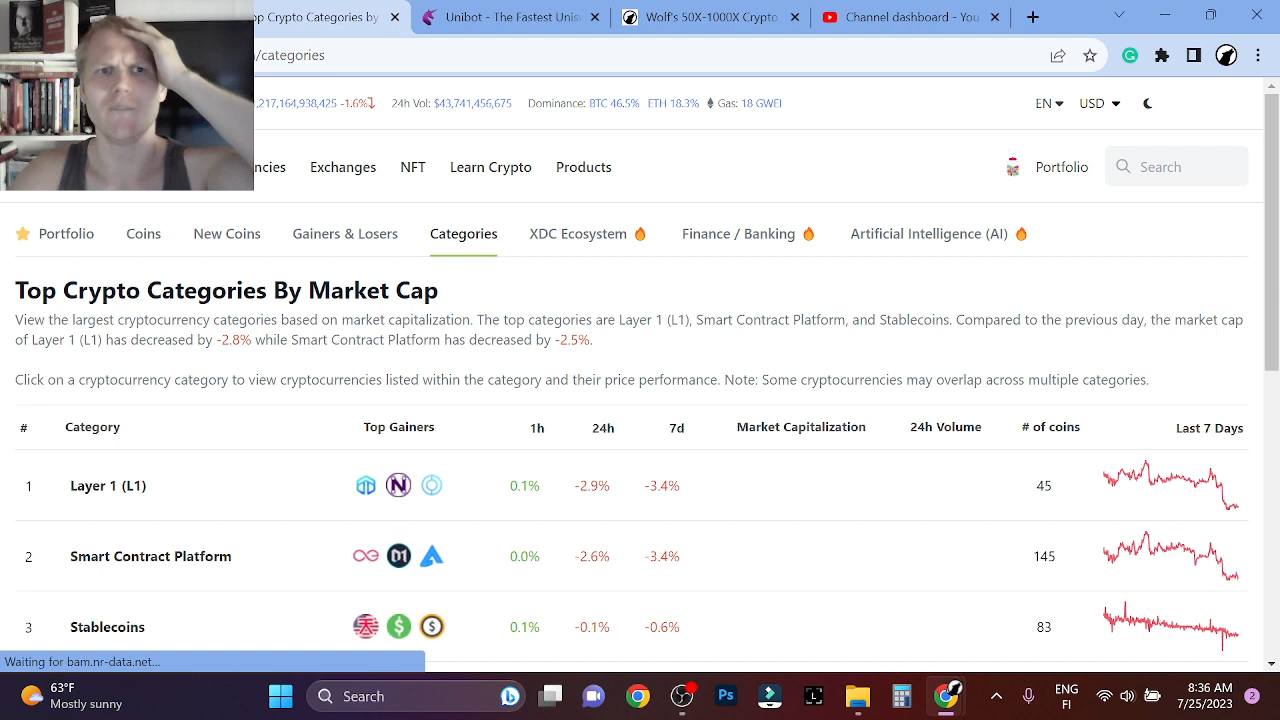 op Crypto Categories By Mark
Unibot
Fastest Unis
Wolf's 50X-100X Crypto
Channel dashboard - You
/categories
,217,164,938,425 -1.6%
24h Vol: $43,741,456,675
Dominance: BTC 46.5% ETH 18.3%
Gas: 18 GWEI
EN
USD
ncies
Exchanges
NFT
Learn Crypto
Products
Portfolio
Search
Portfolio
Coins
New Coins
Gainers & Losers
Categories
XDC Ecosystem
Finance / Banking
Artificial Intelligence (AI)
Top Crypto Categories By Market Cap
View the largest cryptocurrency categories based on market capitalization. The top categories are Layer 1 (L1), Smart Contract Platform, and Stablecoins. Compared to the previous day, the market cap
of Layer 1 (L1) has decreased by -2.8% while Smart Contract Platform has decreased by -2.5%.
Click on a cryptocurrency category to view cryptocurrencies listed within the category and their price performance. Note: Some cryptocurrencies may overlap across multiple categories.
# Category Top Gainers 1h 24h 7d Market Capitalization 24h Volume # of coins Last 7 Days
1 Layer 1 (L1) 0.1% -2.9% -3.4% 45
2 Smart Contract Platform 0.0% -2.6% -3.4% 145
3 Stablecoins 0.1% -0.1% -0.6% 83
Waiting for bam.nr-data.net...
63°F
Mostly sunny
Search
Ps
ENG
FI
8:36 AM
7/25/2023
2